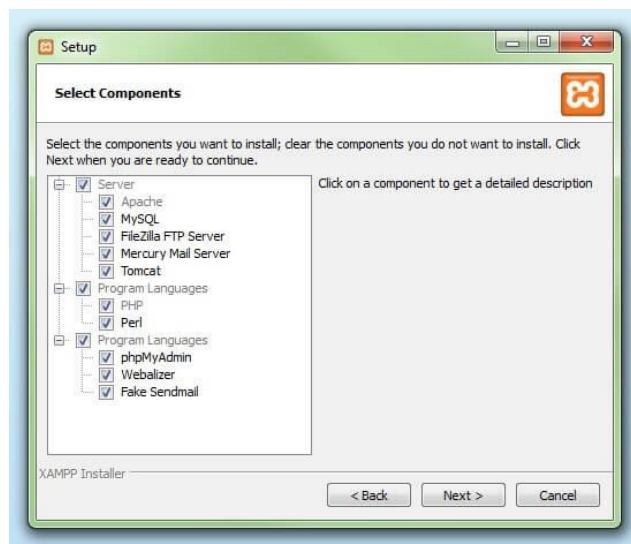 Setup
Select Components
Select the components you want to install; clear the components you do not want to install. Click
Next when you are ready to continue.
Server
Apache
MySQL
FileZilla FTP Server
Mercury Mail Server
Tomcat
Program Languages
PHP
Perl
Program Languages
phpMyAdmin
Webalizer
Fake Sendmail
Click on a component to get a detailed description
XAMPP Installer
< Back
Next >
Cancel